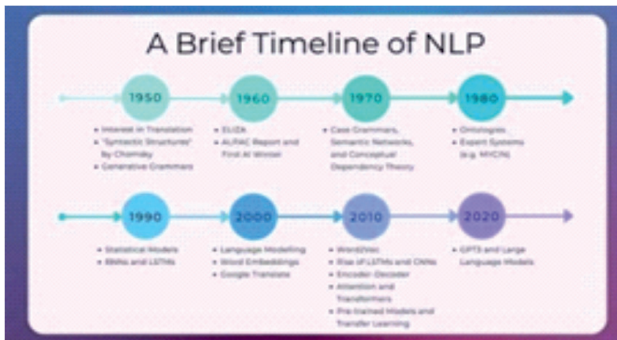 A Brief Timeline of NLP
1950
1960
1970
1980
Interest in Translation
"Syntactic Structures"
by Chomsky
Generative Grammars
ELIZA
ALPAC Report and
First AI Winter
Case Grammars,
Semantic Networks,
and Conceptual
Dependency Theory
Ontologies
Expert Systems
(e.g. MYCIN)
1990
2000
2010
2020
Statistical Models
RNNs and LSTMs
Language Modelling
Word Embeddings
Google Translate
Word2Vec
Rise of LSTMs and CNNs
Encoder-Decoder
Attention and
Transformers
Pre-trained Models and
Transfer Learning
GPT3 and Large
Language Models